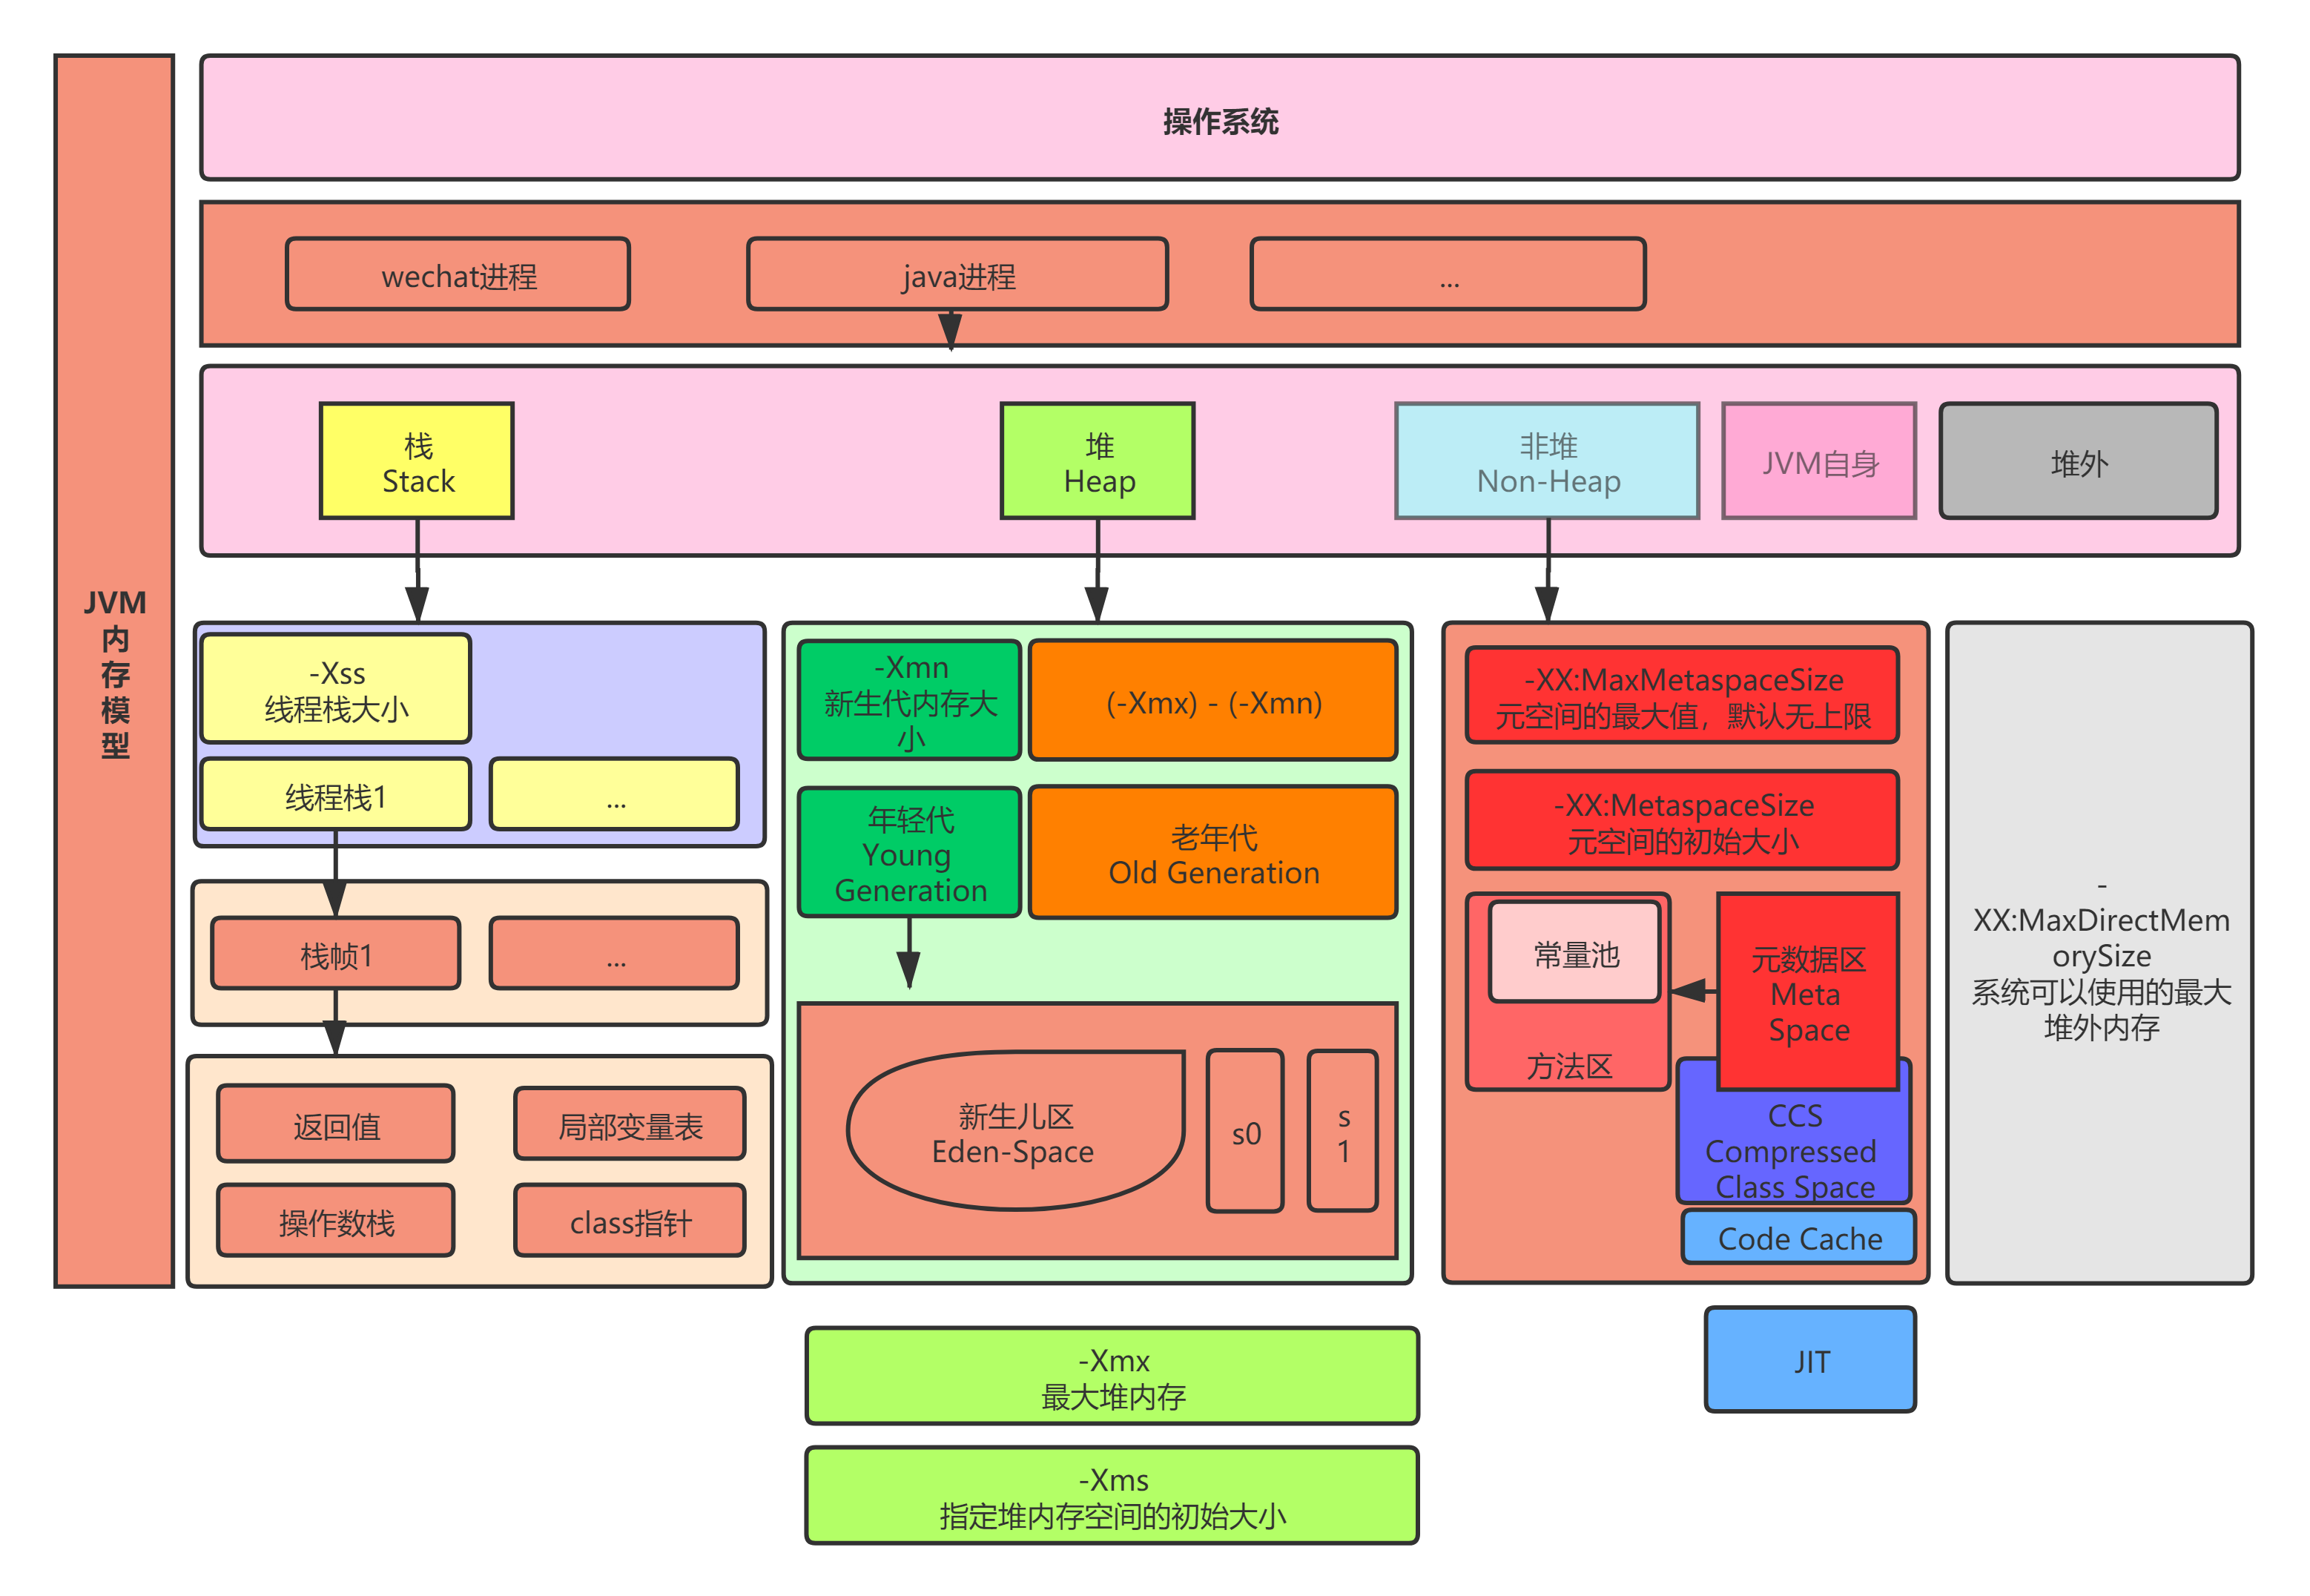 JVM
内
存
模
型
操作系统
wechat进程
java进程
...
栈
Stack
堆
Heap
非堆
Non-Heap
JVM自身
堆外
-Xss
线程栈大小
线程栈1
...
栈帧1
...
返回值
局部变量表
操作数栈
class指针
-Xmn
新生代内存大
小
(-Xmx) - (-Xmn)
年轻代
Young
Generation
老年代
Old Generation
新生儿区
Eden-Space
s0
s
1
-XX:MaxMetaspaceSize
元空间的最大值，默认无上限
-XX:MetaspaceSize
元空间的初始大小
常量池
方法区
元数据区
Meta
Space
CCS
Compressed
Class Space
Code Cache
-
XX:MaxDirectMem
orySize
系统可以使用的最大
堆外内存
JIT
-Xmx
最大堆内存
-Xms
指定堆内存空间的初始大小